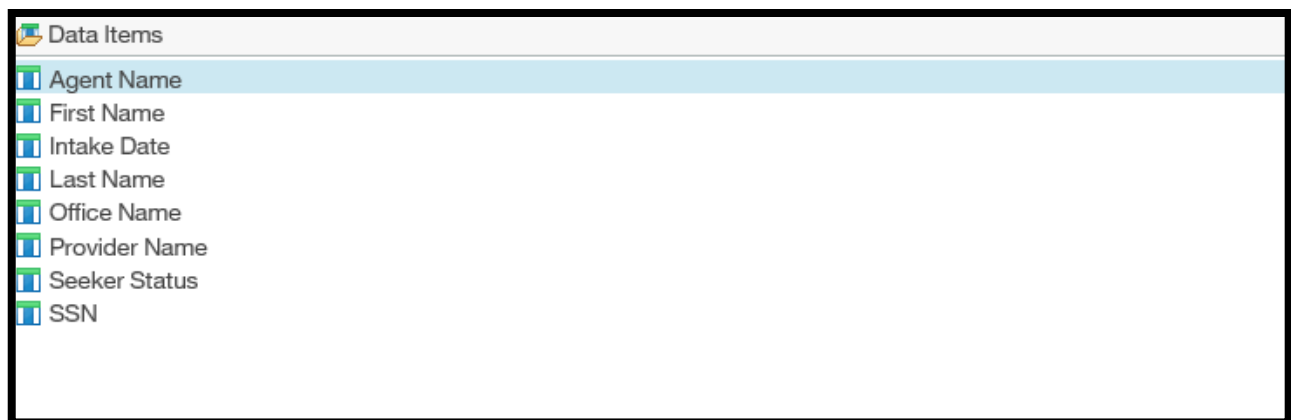 Data Items
Agent Name
First Name
Intake Date
Last Name
Office Name
Provider Name
Seeker Status
SSN